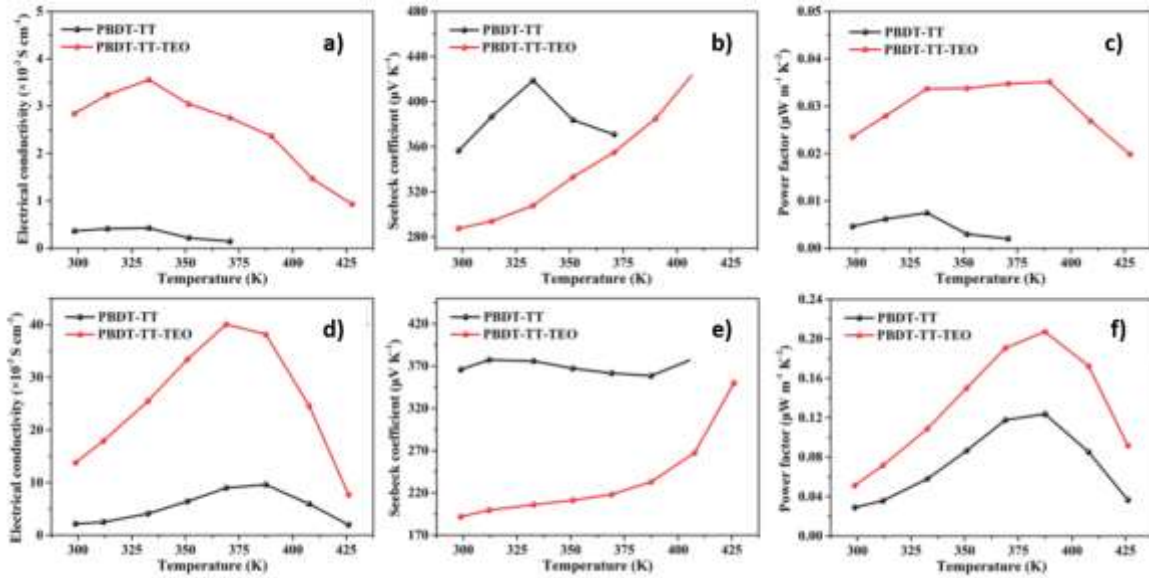 PBDT-TT
PBDT-TT-TEO
a)
Electrical conductivity (×10⁻³ S cm⁻¹)
5
4
3
2
1
0
300 325 350 375 400 425
Temperature (K)
PBDT-TT
PBDT-TT-TEO
b)
Seebeck coefficient (μV K⁻¹)
480
440
400
360
320
280
300 325 350 375 400 425
Temperature (K)
PBDT-TT
PBDT-TT-TEO
c)
Power factor (μW m⁻¹ K⁻²)
0.05
0.04
0.03
0.02
0.01
0.00
300 325 350 375 400 425
Temperature (K)
PBDT-TT
PBDT-TT-TEO
d)
Electrical conductivity (×10⁻³ S cm⁻¹)
40
30
20
10
0
300 325 350 375 400 425
Temperature (K)
PBDT-TT
PBDT-TT-TEO
e)
Seebeck coefficient (μV K⁻¹)
420
370
320
270
220
170
300 325 350 375 400 425
Temperature (K)
PBDT-TT
PBDT-TT-TEO
f)
Power factor (μW m⁻¹ K⁻²)
0.24
0.20
0.16
0.12
0.08
0.04
0.00
300 325 350 375 400 425
Temperature (K)